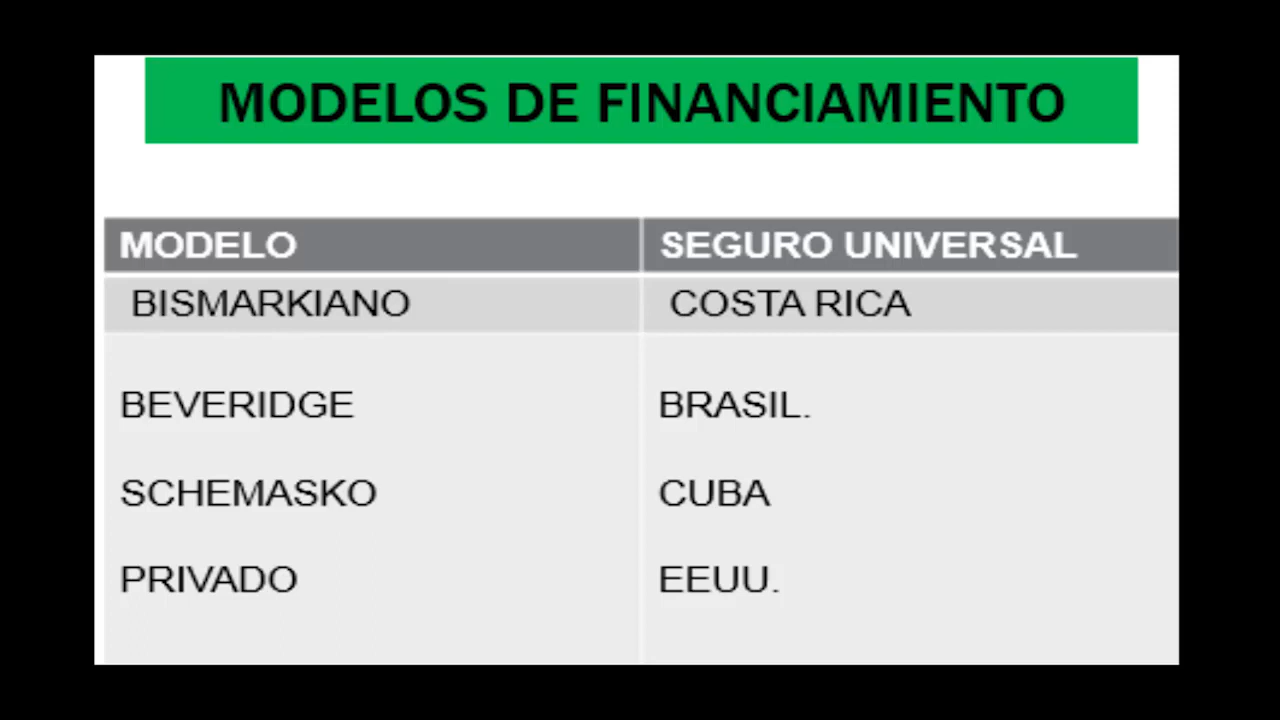 MODELOS DE FINANCIAMIENTO
MODELO SEGURO UNIVERSAL
BISMARKIANO COSTA RICA
BEVERIDGE BRASIL.
SCHEMASKO CUBA
PRIVADO EEUU.